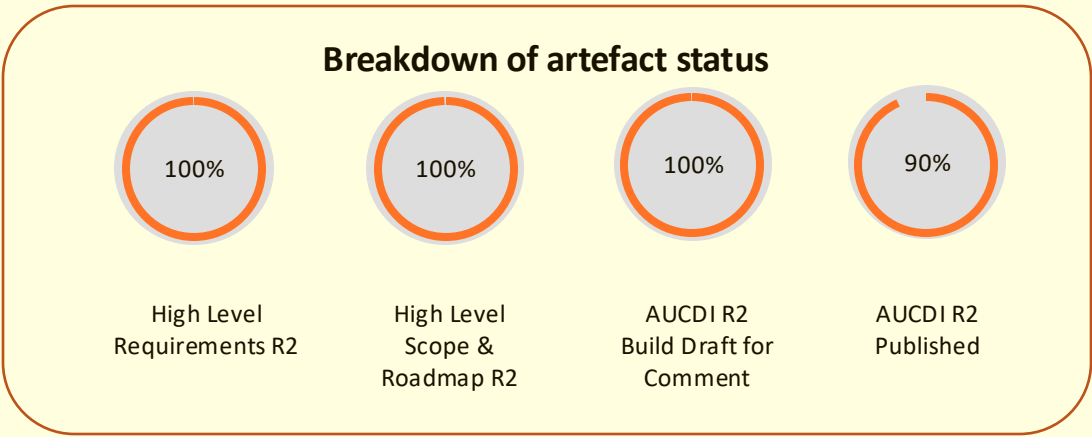 Breakdown of artefact status
100%
100%
100%
90%
High Level
Requirements R2
High Level
Scope &
Roadmap R2
AUCDI R2
Build Draft for
Comment
AUCDI R2
Published